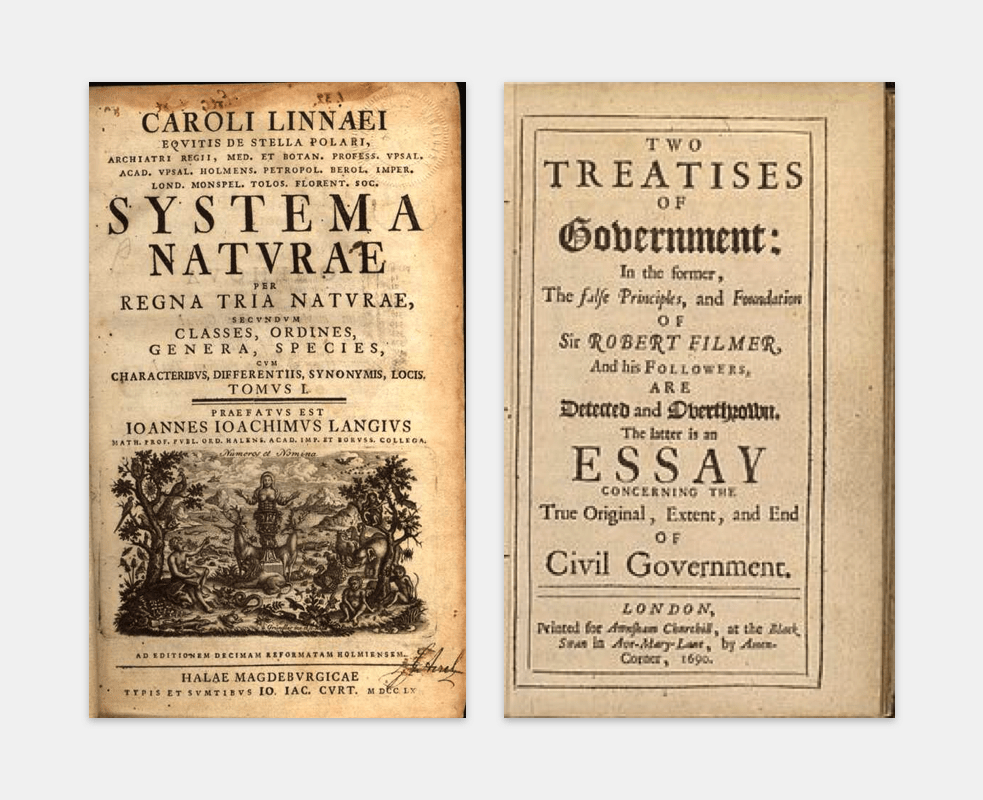 CAROLI LINNAEI
EQVITIS DE STELLA POLARI,
ARCHIATRI REGII, MED. ET BOTAN. PROFESS. VPSAL.
ACAD. VPSAL. HOLMENS. PETROPOL. BEROL. IMPER.
LOND. MONSPEL. TOLOS. FLORENT. SOC.
SYSTEMA
NATVRAE
PER
REGNA TRIA NATVRAE,
SECVNDVM
CLASSES, ORDINES,
GENERA, SPECIES,
CVM
CHARACTERIBVS, DIFFERENTIIS, SYNONYMIS, LOCIS.
TOMVS I.
PRAEFATVS EST
IOANNES IOACHIMVS LANGIVS
MATH. PROF. PVBL. ORD. HALENS. ACAD. IMP. ET BORVSS. COLLEGA.
Numeros et Nomina
AD EDITIONEM DECIMAM REFORMATAM HOLMIENSEM.
HALAE MAGDEBVRGICAE
TYPIS ET SVMTIBVS IO. IAC. CVRT. MDCCLX
TWO
TREATISES
OF
Government:
In the former,
The false Principles, and Foundation
OF
Sir ROBERT FILMER,
And his FOLLOWERS,
ARE
Detected and Overthrown.
The latter is an
ESSAY
CONCERNING THE
True Original, Extent, and End
OF
Civil Government.
LONDON,
Printed for Awnsham Churchill, at the Black
Swan in Ave-Mary-Lane, by Amen-
Corner, 1690.